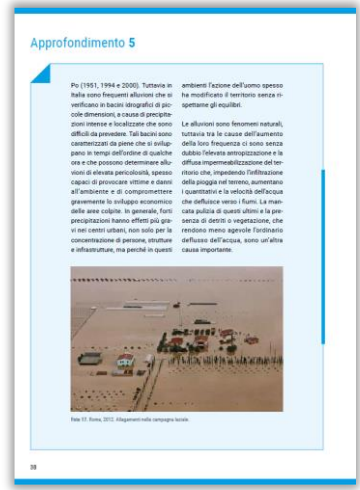 Approfondimento 5
Po (1951, 1994 e 2000). Tuttavia in
Italia sono frequenti alluvioni che si
verificano in bacini idrografici di pic-
cole dimensioni, a causa di precipita-
zioni intense e localizzate che sono
difficili da prevedere. Tali bacini sono
caratterizzati da piene che si svilup-
pano in tempi dell'ordine di qualche
ora e che possono determinare allu-
vioni di elevata pericolosità, spesso
capaci di provocare vittime e danni
all'ambiente e di compromettere
gravemente lo sviluppo economico
delle aree colpite. In generale, forti
precipitazioni hanno effetti più gra-
vi nei centri urbani, non solo per la
concentrazione di persone, strutture
e infrastrutture, ma perché in questi
ambienti l'azione dell'uomo spesso
ha modificato il territorio senza ri-
spettarne gli equilibri.
Le alluvioni sono fenomeni naturali,
tuttavia tra le cause dell'aumento
della loro frequenza ci sono senza
dubbio l'elevata antropizzazione e la
diffusa impermeabilizzazione del ter-
ritorio che, impedendo l'infiltrazione
della pioggia nel terreno, aumentano
i quantitativi e la velocità dell'acqua
che defluisce verso i fiumi. La man-
cata pulizia di questi ultimi e la pre-
senza di detriti o vegetazione, che
rendono meno agevole l'ordinario
deflusso dell'acqua, sono un'altra
causa importante.
Roma, 2012. Allagamenti nella campagna laziale.